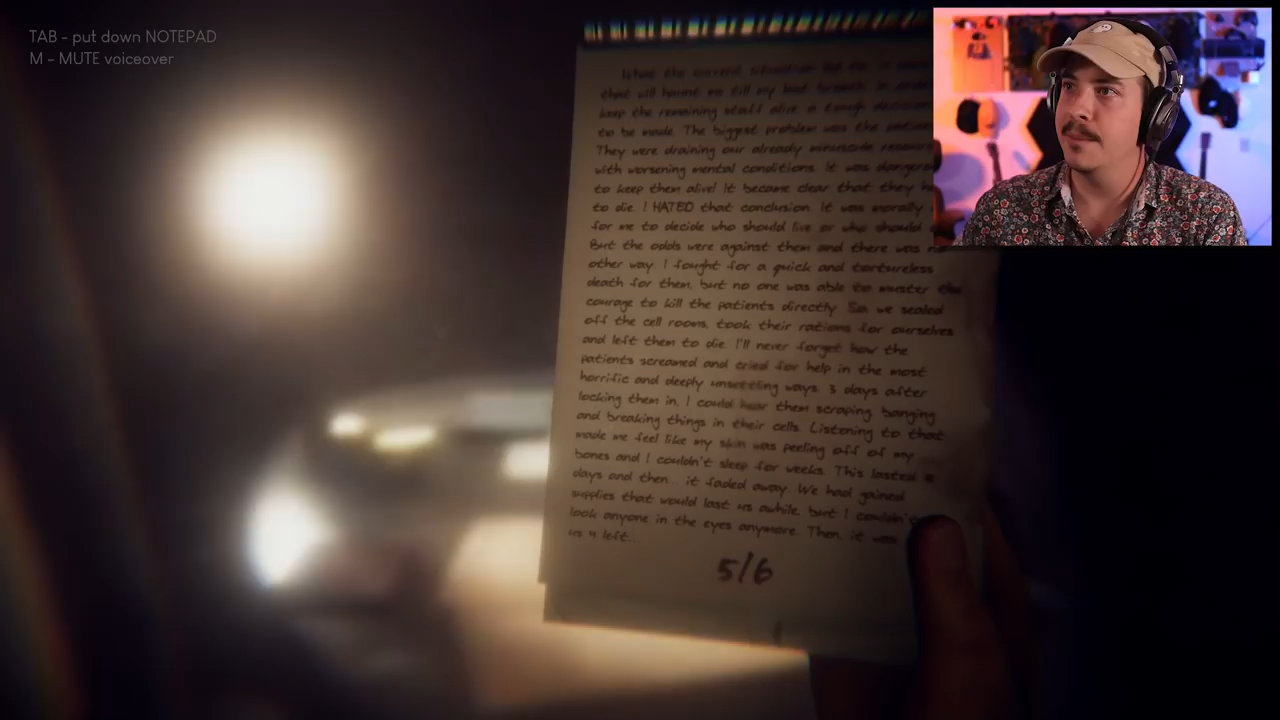 TAB - put down NOTEPAD
M - MUTE voiceover
that will haunt me till my last breath. In
keep the remaining staff alive a tough decision
to be made. The biggest problem was the
They were draining our already minuscule
with worsening mental conditions. It was
to keep them alive! It became clear that they
to die. I HATED that conclusion. It was morally
for me to decide who should live or who should
But the odds were against them and there was no
other way. I fought for a quick and tortureless
death for them, but no one was able to muster the
courage to kill the patients directly. So, we sealed
off the cell rooms, took their rations for ourselves
and left them to die. I'll never forget how the
patients screamed and cried for help in the most
horrific and deeply unsettling ways. 3 days after
locking them in, I could hear them scraping, banging
and breaking things in their cells. Listening to that
made me feel like my skin was peeling off of my
bones and I couldn't sleep for weeks. This lasted
days and then... it faded away. We had gained
supplies that would last us awhile, but I couldn't
look anyone in the eyes anymore. Then, it was
us 4 left...
5/6